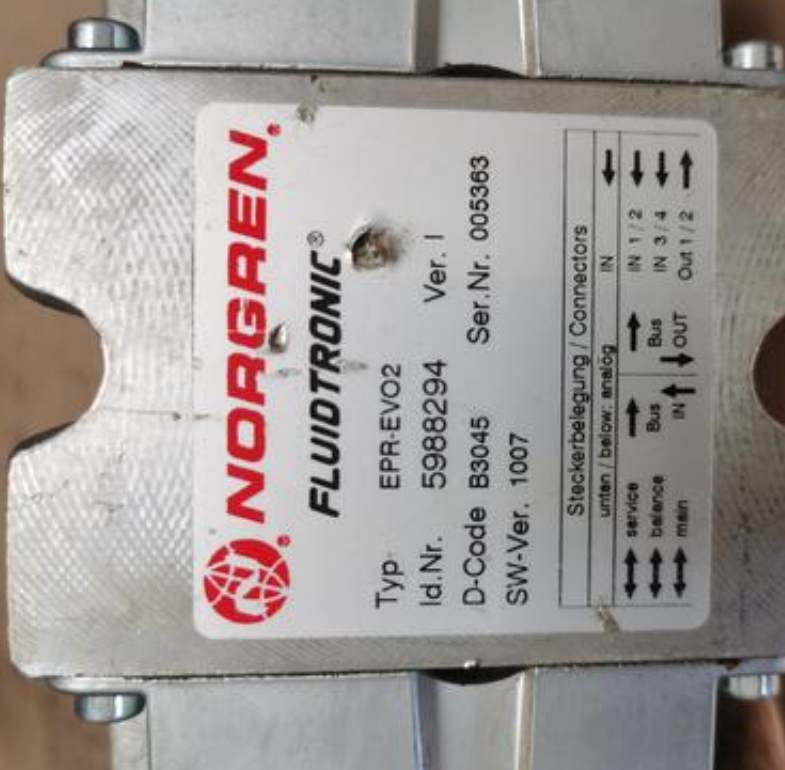 NORGREN®
FLUIDTRONIC®
Typ EPR-EVO2
Id.Nr. 5988294 Ver. I
D-Code B3045 Ser.Nr. 005363
SW-Ver. 1007
Steckerbelegung / Connectors
unten / below: analög IN ←
↔ service → → IN 1 / 2 ←
↔ balance Bus Bus IN 3 / 4 ←
↔ main IN → ← OUT Out 1 / 2 →